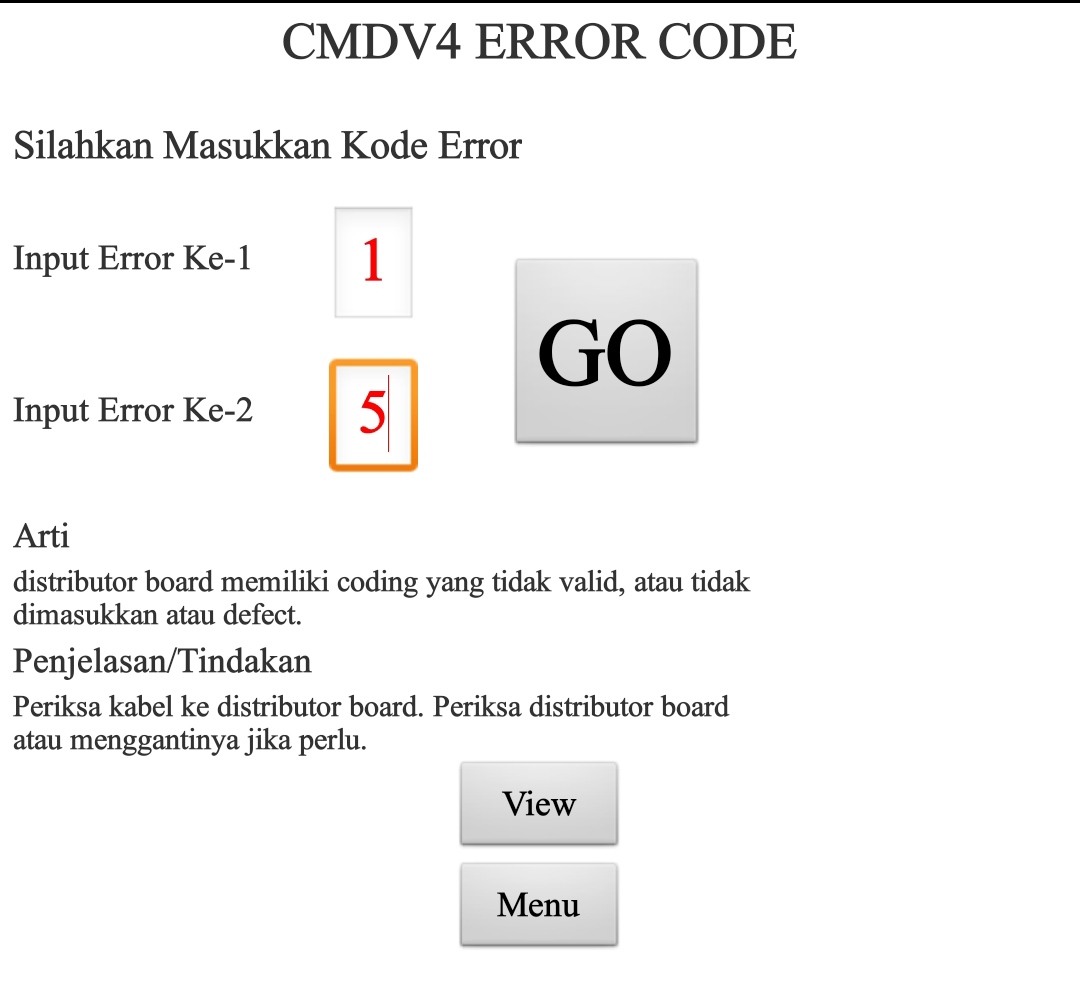 CMDV4 ERROR CODE
Silahkan Masukkan Kode Error
Input Error Ke-1
1
GO
Input Error Ke-2
5
Arti
distributor board memiliki coding yang tidak valid, atau tidak
dimasukkan atau defect.
Penjelasan/Tindakan
Periksa kabel ke distributor board. Periksa distributor board
atau menggantinya jika perlu.
View
Menu